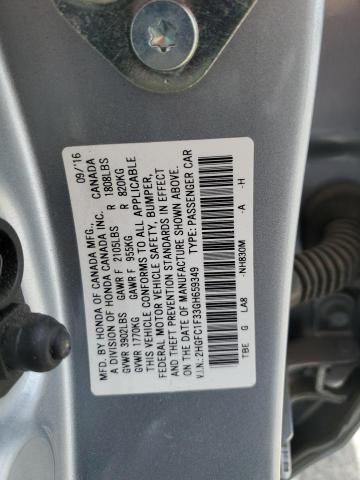 MFD. BY HONDA OF CANADA MFG., 09/'16
A DIVISION OF HONDA CANADA INC. CANADA
GVWR 3902LBS GAWR F 2105LBS R 1808LBS
GVWR 1770KG GAWR F 955KG R 820KG
THIS VEHICLE CONFORMS TO ALL APPLICABLE
FEDERAL MOTOR VEHICLE SAFETY, BUMPER,
AND THEFT PREVENTION STANDARDS IN EFFECT
ON THE DATE OF MANUFACTURE SHOWN ABOVE.
V.I.N.: 2HGFC1F33GH659349 TYPE: PASSENGER CAR
TBE G LA8 -NH830M -A -H